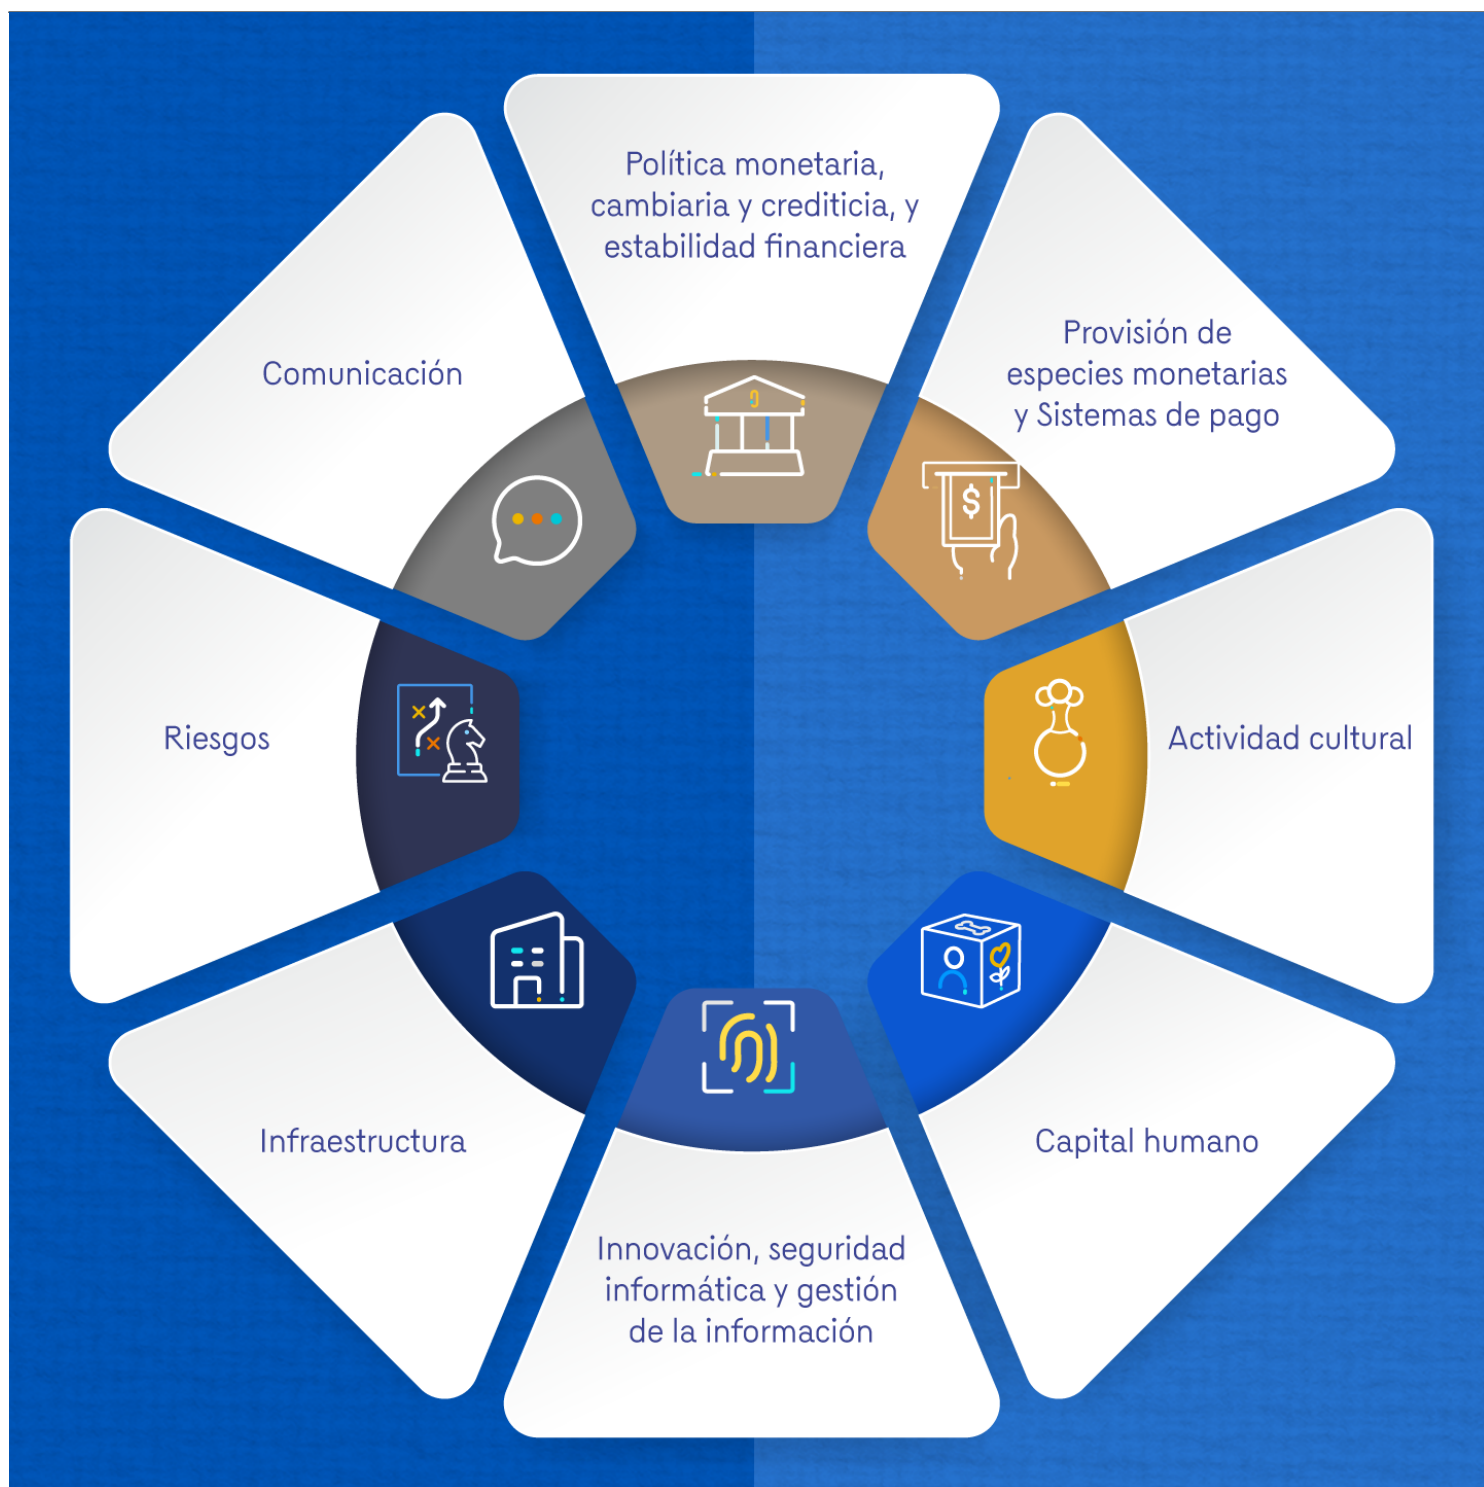 Política monetaria,
cambiaria y crediticia, y
estabilidad financiera
Provisión de
especies monetarias
y Sistemas de pago
Actividad cultural
Capital humano
Innovación, seguridad
informática y gestión
de la información
Infraestructura
Riesgos
Comunicación
$